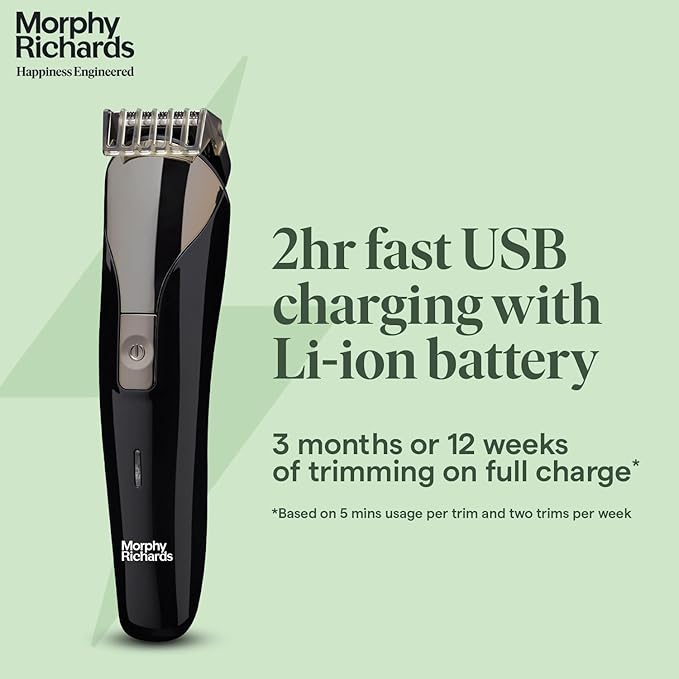 Morphy
Richards
Happiness Engineered
2hr fast USB
charging with
Li-ion battery
3 months or 12 weeks
of trimming on full charge*
*Based on 5 mins usage per trim and two trims per week
Morphy
Richards